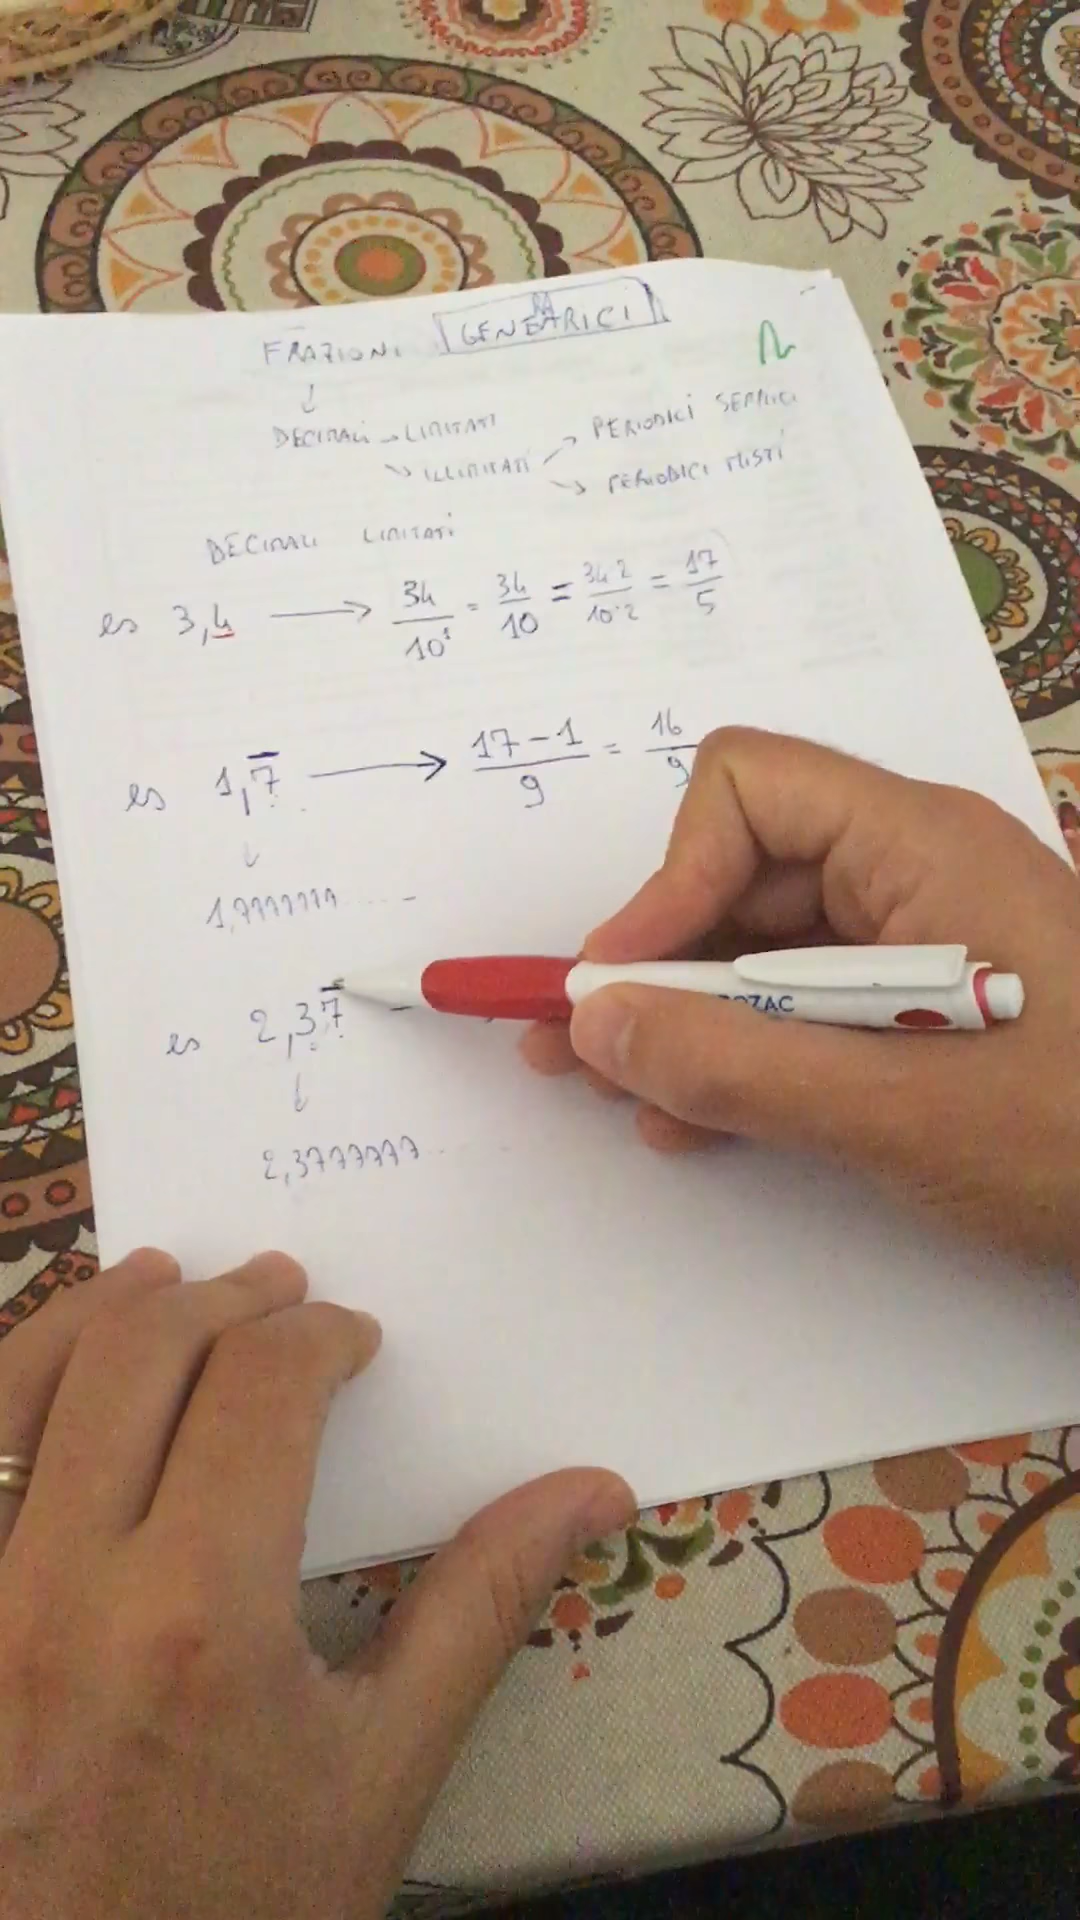 FRAZIONI GENERATRICI
↓
DECIMALI → LIMITATI
↘ ILLIMITATI ↗ PERIODICI SEMPLICI
↘ PERIODICI MISTI
DECIMALI LIMITATI
es 3,4 → 34/10¹ = 34/10 = 34:2/10:2 = 17/5
es 1,7̅ → 17-1/9 = 16/9
↓
1,7777777....-
es 2,37̅ -
↓
2,3777777...
OZAC